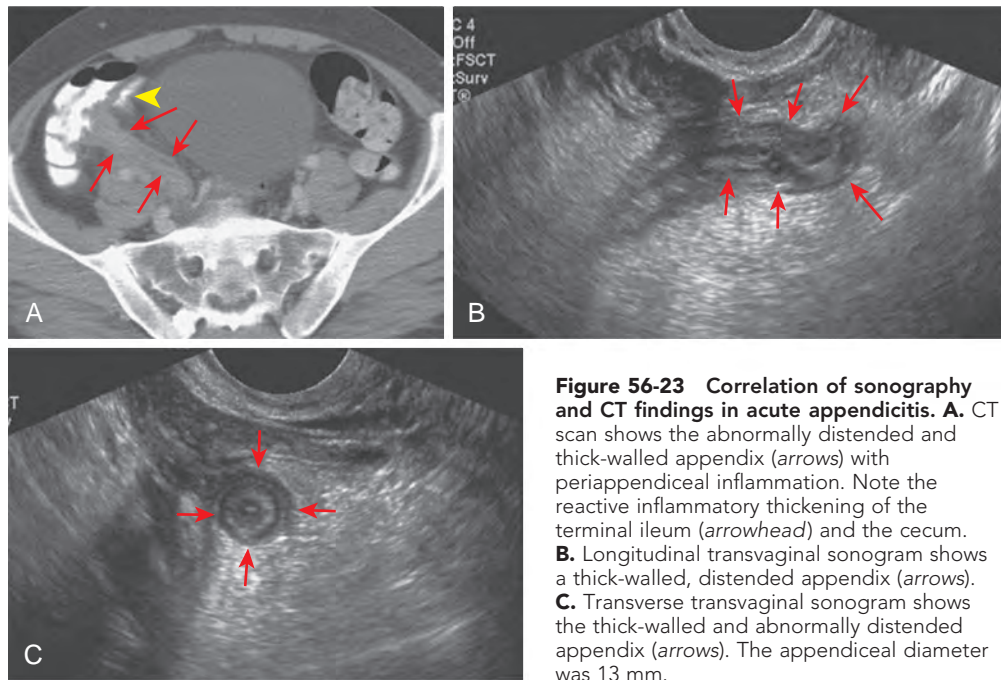 A
C 4
Off
:FSCT
:Surv
T®
B
T
C
Figure 56-23 Correlation of sonography
and CT findings in acute appendicitis. A. CT
scan shows the abnormally distended and
thick-walled appendix (arrows) with
periappendiceal inflammation. Note the
reactive inflammatory thickening of the
terminal ileum (arrowhead) and the cecum.
B. Longitudinal transvaginal sonogram shows
a thick-walled, distended appendix (arrows).
C. Transverse transvaginal sonogram shows
the thick-walled and abnormally distended
appendix (arrows). The appendiceal diameter
was 13 mm.